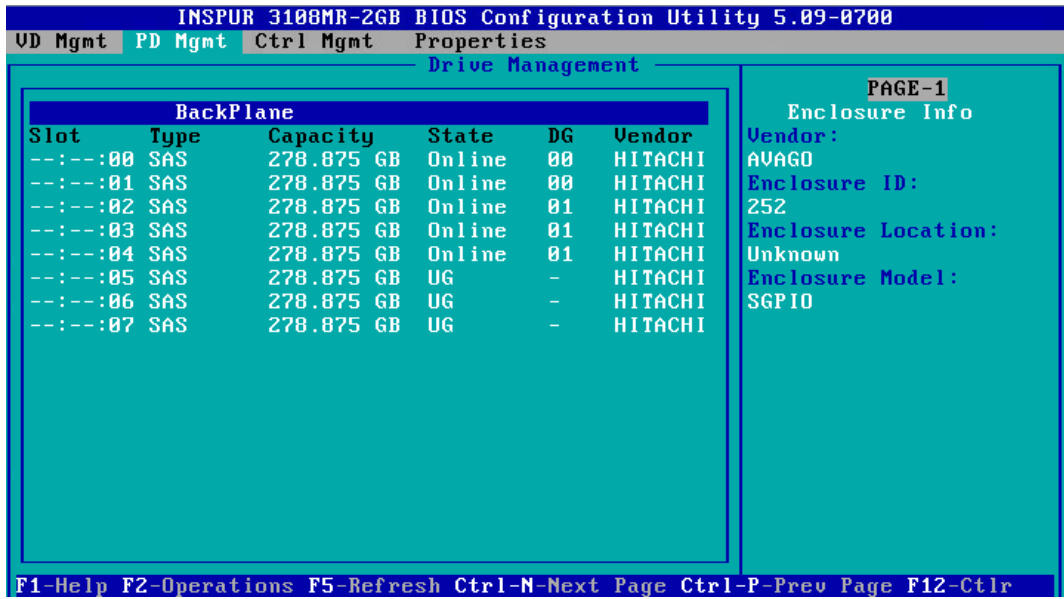 INSPUR 3108MR-2GB BIOS Configuration Utility 5.09-0700
VD Mgmt PD Mgmt Ctrl Mgmt Properties
Drive Management
BackPlane
Slot Type Capacity State DG Vendor
--:--:00 SAS 278.875 GB Online 00 HITACHI
--:--:01 SAS 278.875 GB Online 00 HITACHI
--:--:02 SAS 278.875 GB Online 01 HITACHI
--:--:03 SAS 278.875 GB Online 01 HITACHI
--:--:04 SAS 278.875 GB Online 01 HITACHI
--:--:05 SAS 278.875 GB UG - HITACHI
--:--:06 SAS 278.875 GB UG - HITACHI
--:--:07 SAS 278.875 GB UG - HITACHI
PAGE-1
Enclosure Info
Vendor:
AVAGO
Enclosure ID:
252
Enclosure Location:
Unknown
Enclosure Model:
SGPIO
F1-Help F2-Operations F5-Refresh Ctrl-N-Next Page Ctrl-P-Prev Page F12-Ctlr